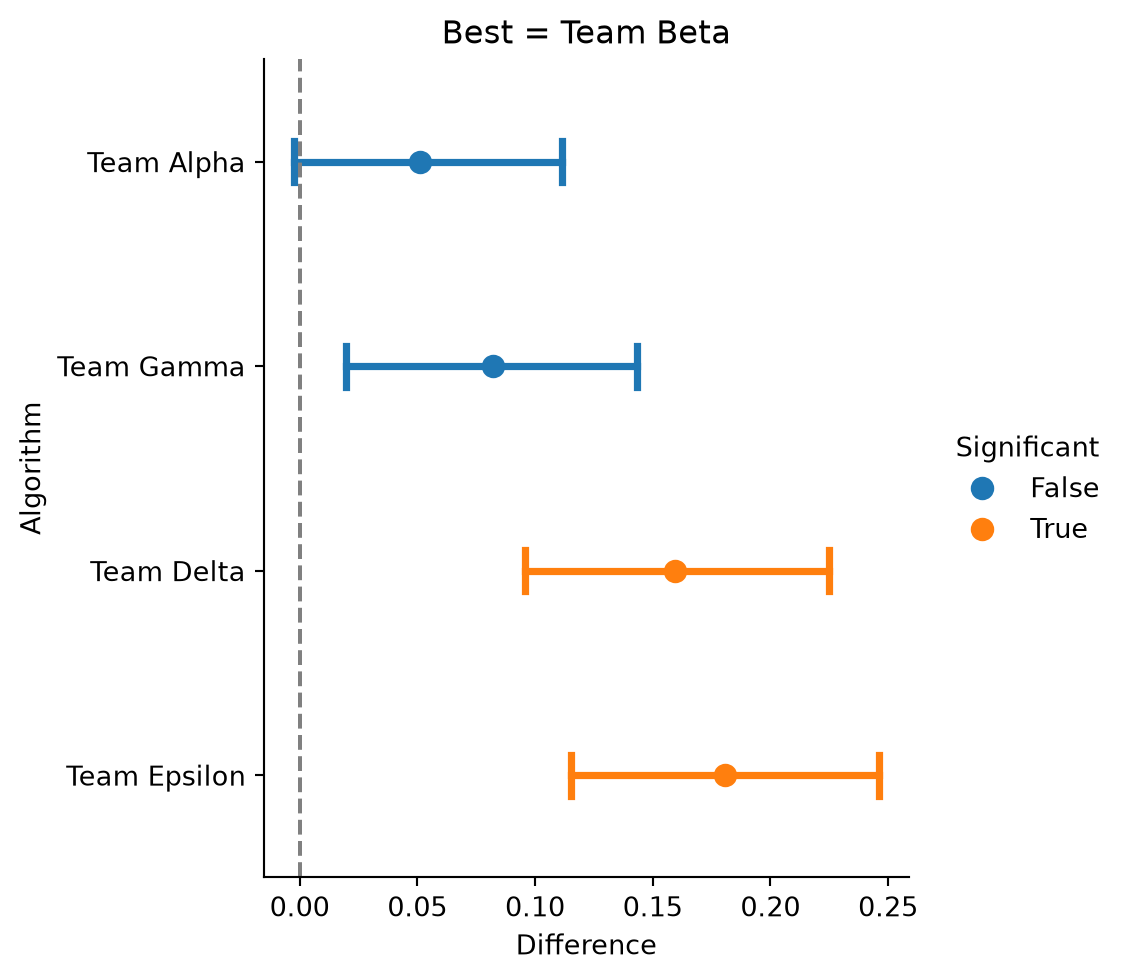 Best = Team Beta
Team Alpha
Team Gamma
Team Delta
Team Epsilon
Algorithm
0.00 0.05 0.10 0.15 0.20 0.25
Difference
Significant
False
True